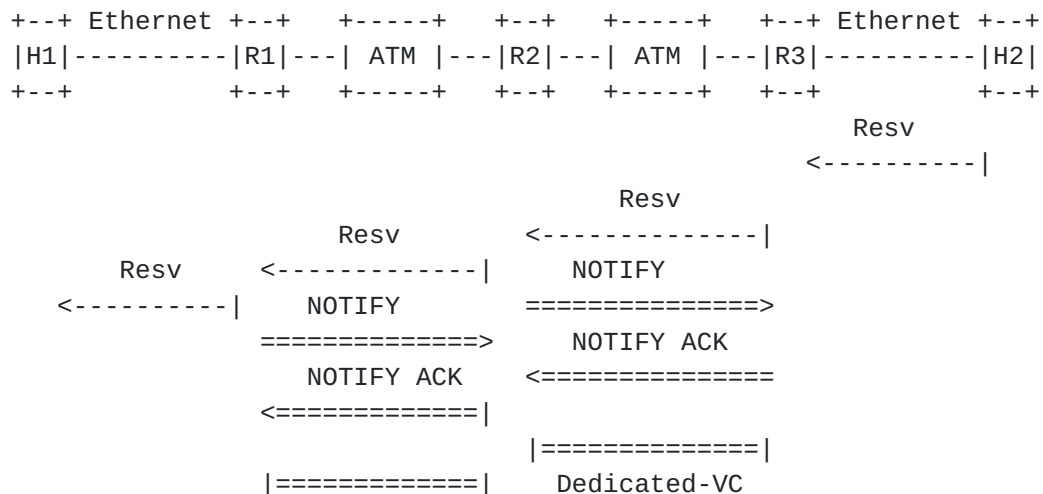 +--+ Ethernet +--+   +-----+   +--+   +-----+   +--+ Ethernet +--+
|H1|----------|R1|---| ATM |---|R2|---| ATM |---|R3|----------|H2|
+--+          +--+   +-----+   +--+   +-----+   +--+          +--+
                                                      Resv
                                                   <----------|
                                       Resv
                     Resv        <--------------|
       Resv     <-------------|     NOTIFY
   <----------|    NOTIFY        ===============>
                ==============>     NOTIFY ACK
                   NOTIFY ACK    <===============
                <=============|
                                 |==============|
                |=============|    Dedicated-VC